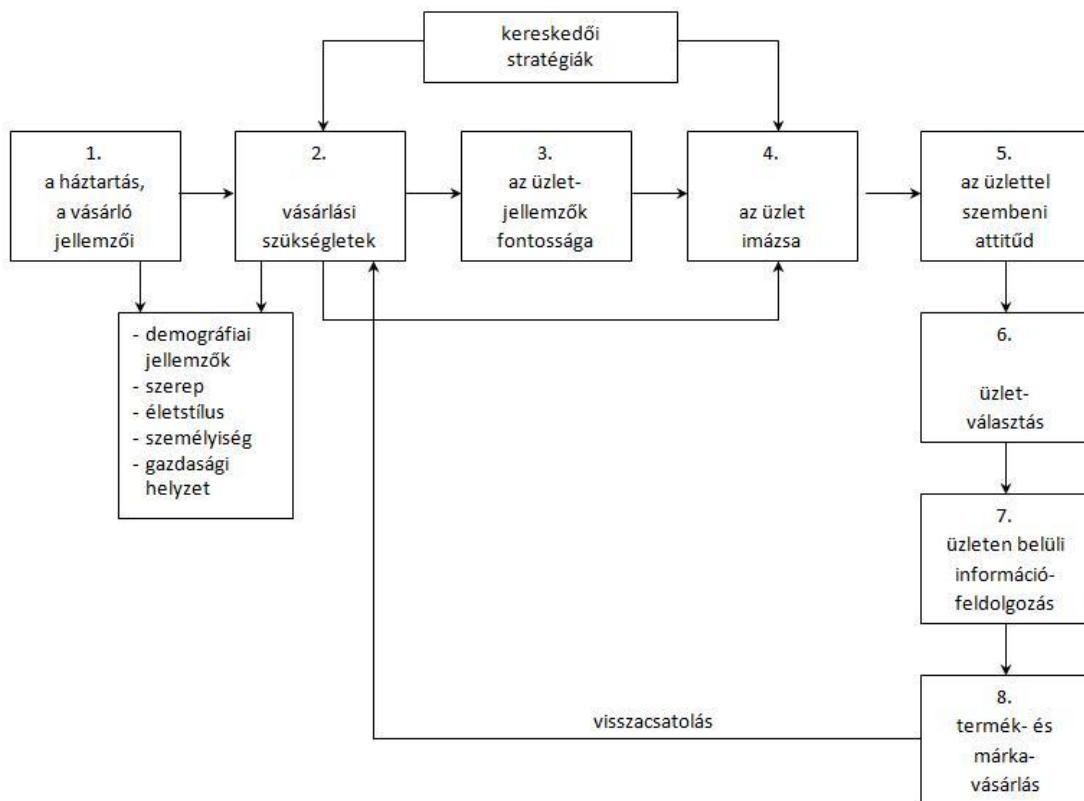 kereskedői
stratégiák
1.
a háztartás,
a vásárló
jellemzői
2.
vásárlási
szükségletek
3.
az üzlet-
jellemzők
fontossága
4.
az üzlet
imázsa
5.
az üzlettel
szembeni
attitűd
- demográfiai
jellemzők
- szerep
- életstílus
- személyiség
- gazdasági
helyzet
6.
üzlet-
választás
7.
üzleten belüli
információ-
feldolgozás
8.
termék- és
márka-
vásárlás
visszacsatolás